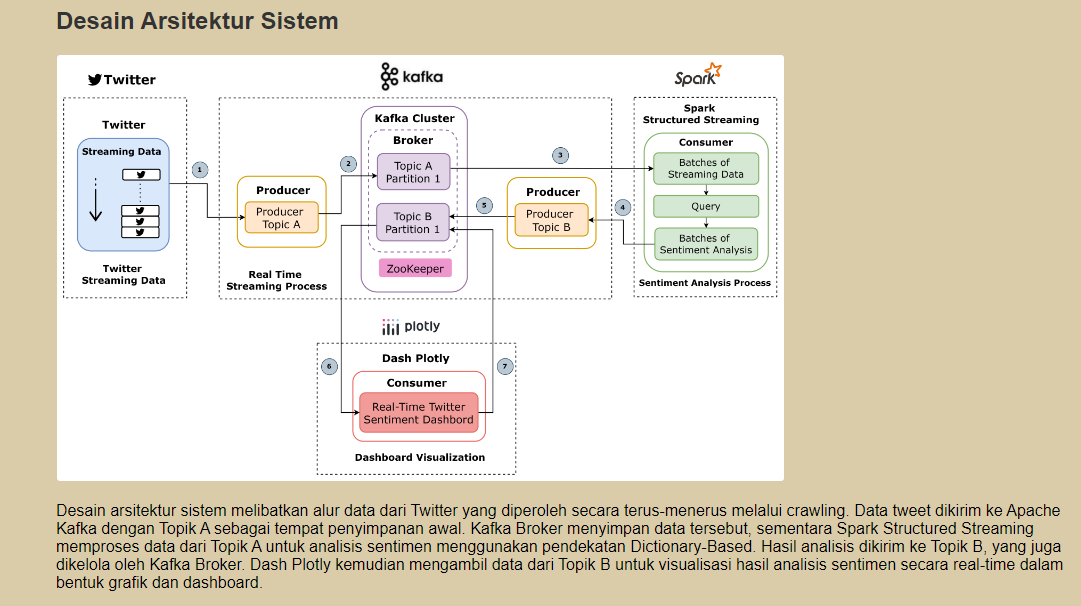 Desain Arsitektur Sistem
Twitter
kafka
Spark
Twitter
Streaming Data
Twitter
Streaming Data
1
Producer
Producer
Topic A
Real Time
Streaming Process
2
Kafka Cluster
Broker
Topic A
Partition 1
Topic B
Partition 1
ZooKeeper
3
5
Producer
Producer
Topic B
4
Spark
Structured Streaming
Consumer
Batches of
Streaming Data
Query
Batches of
Sentiment Analysis
Sentiment Analysis Process
plotly
Dash Plotly
6
7
Consumer
Real-Time Twitter
Sentiment Dashbord
Dashboard Visualization
Desain arsitektur sistem melibatkan alur data dari Twitter yang diperoleh secara terus-menerus melalui crawling. Data tweet dikirim ke Apache
Kafka dengan Topik A sebagai tempat penyimpanan awal. Kafka Broker menyimpan data tersebut, sementara Spark Structured Streaming
memproses data dari Topik A untuk analisis sentimen menggunakan pendekatan Dictionary-Based. Hasil analisis dikirim ke Topik B, yang juga
dikelola oleh Kafka Broker. Dash Plotly kemudian mengambil data dari Topik B untuk visualisasi hasil analisis sentimen secara real-time dalam
bentuk grafik dan dashboard.